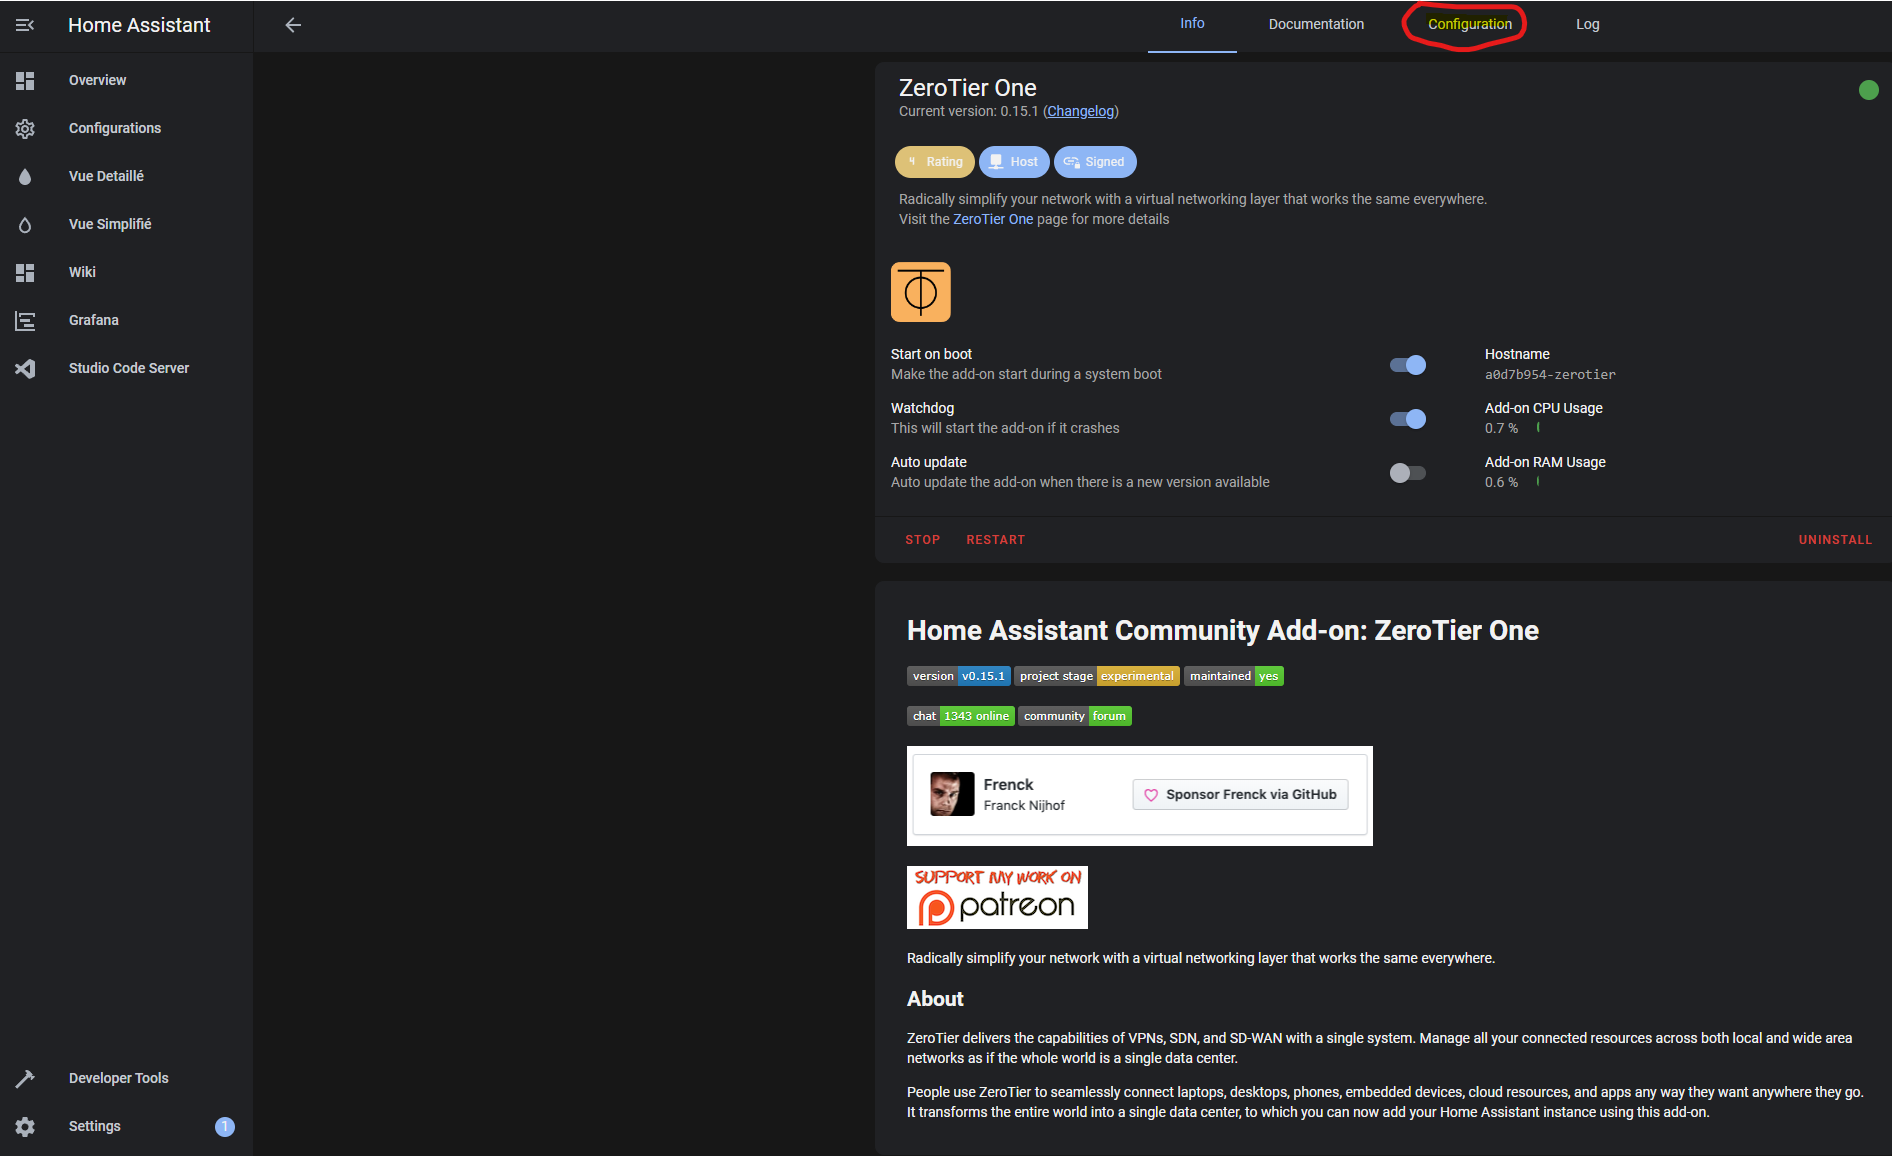 Home Assistant
Info
Documentation
Configuration
Log
Overview
Configurations
Vue Detaillé
Vue Simplifié
Wiki
Grafana
Studio Code Server
Developer Tools
Settings
1
ZeroTier One
Current version: 0.15.1 (Changelog)
4 Rating
Host
Signed
Radically simplify your network with a virtual networking layer that works the same everywhere.
Visit the ZeroTier One page for more details
Start on boot
Make the add-on start during a system boot
Hostname
a0d7b954-zerotier
Watchdog
This will start the add-on if it crashes
Add-on CPU Usage
0.7 %
Auto update
Auto update the add-on when there is a new version available
Add-on RAM Usage
0.6 %
STOP
RESTART
UNINSTALL
Home Assistant Community Add-on: ZeroTier One
version v0.15.1 project stage experimental maintained yes
chat 1343 online community forum
Frenck
Franck Nijhof
Sponsor Frenck via GitHub
SUPPORT MY WORK ON
patreon
Radically simplify your network with a virtual networking layer that works the same everywhere.
About
ZeroTier delivers the capabilities of VPNs, SDN, and SD-WAN with a single system. Manage all your connected resources across both local and wide area
networks as if the whole world is a single data center.
People use ZeroTier to seamlessly connect laptops, desktops, phones, embedded devices, cloud resources, and apps any way they want anywhere they go.
It transforms the entire world into a single data center, to which you can now add your Home Assistant instance using this add-on.